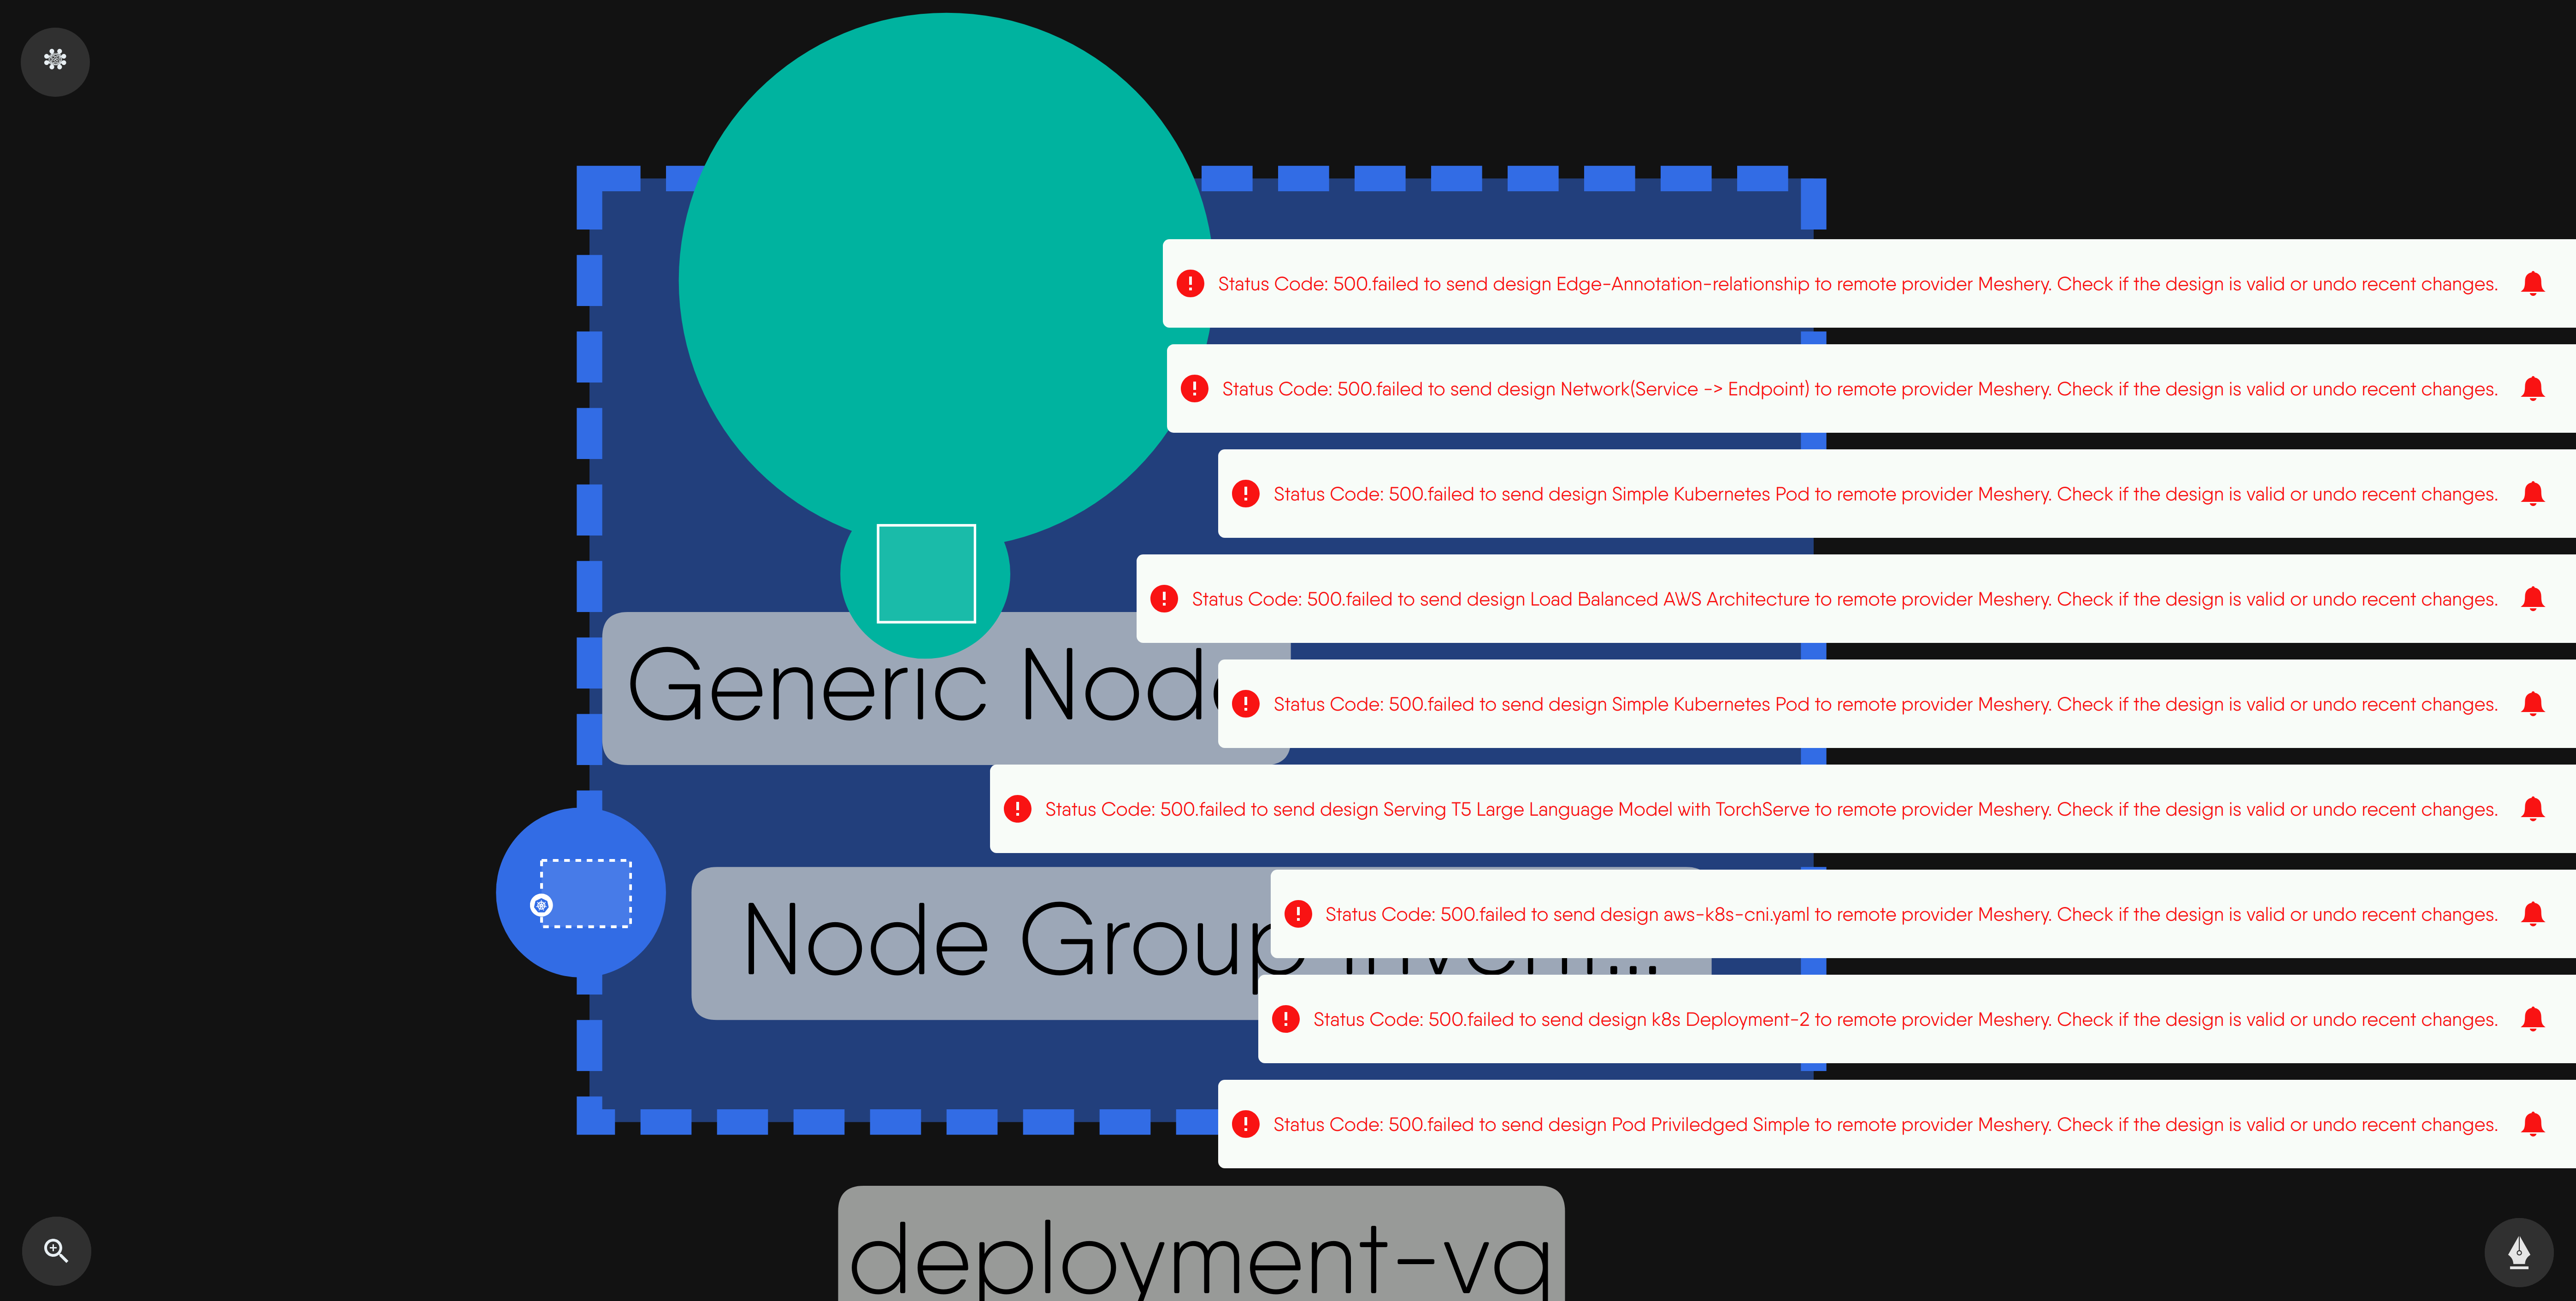 Status Code: 500.failed to send design Edge-Annotation-relationship to remote provider Meshery. Check if the design is valid or undo recent changes.
Status Code: 500.failed to send design Network(Service -> Endpoint) to remote provider Meshery. Check if the design is valid or undo recent changes.
Status Code: 500.failed to send design Simple Kubernetes Pod to remote provider Meshery. Check if the design is valid or undo recent changes.
Status Code: 500.failed to send design Load Balanced AWS Architecture to remote provider Meshery. Check if the design is valid or undo recent changes.
Generic Node
Status Code: 500.failed to send design Simple Kubernetes Pod to remote provider Meshery. Check if the design is valid or undo recent changes.
Status Code: 500.failed to send design Serving T5 Large Language Model with TorchServe to remote provider Meshery. Check if the design is valid or undo recent changes.
Status Code: 500.failed to send design aws-k8s-cni.yaml to remote provider Meshery. Check if the design is valid or undo recent changes.
Node Group
Status Code: 500.failed to send design k8s Deployment-2 to remote provider Meshery. Check if the design is valid or undo recent changes.
Status Code: 500.failed to send design Pod Priviledged Simple to remote provider Meshery. Check if the design is valid or undo recent changes.
deployment-vq